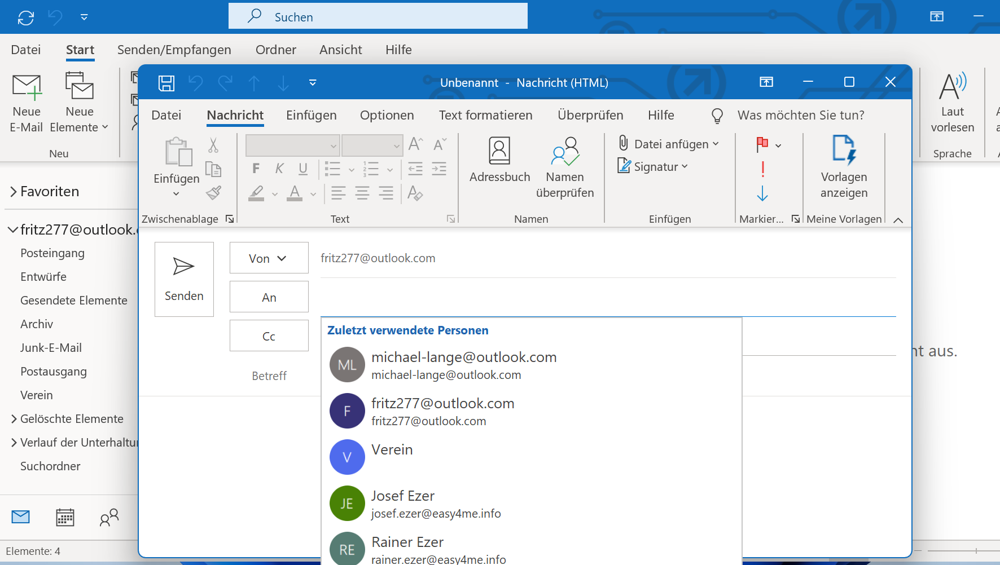 Suchen
Datei Start Senden/Empfangen Ordner Ansicht Hilfe
Neue E-Mail
Neue Elemente
Neu
Laut vorlesen
Sprache
Favoriten
fritz277@outlook.
Posteingang
Entwürfe
Gesendete Elemente
Archiv
Junk-E-Mail
Postausgang
Verein
Gelöschte Elemente
Verlauf der Unterhaltu
Suchordner
Elemente: 4
nt aus.
Unbenannt - Nachricht (HTML)
Datei Nachricht Einfügen Optionen Text formatieren Überprüfen Hilfe Was möchten Sie tun?
Einfügen
Zwischenablage
F K U
Text
Adressbuch
Namen überprüfen
Namen
Datei anfügen
Signatur
Einfügen
Markier...
Vorlagen anzeigen
Meine Vorlagen
Senden
Von
fritz277@outlook.com
An
Cc
Betreff
Zuletzt verwendete Personen
ML
michael-lange@outlook.com
michael-lange@outlook.com
F
fritz277@outlook.com
fritz277@outlook.com
V
Verein
JE
Josef Ezer
josef.ezer@easy4me.info
RE
Rainer Ezer
rainer.ezer@easy4me.info